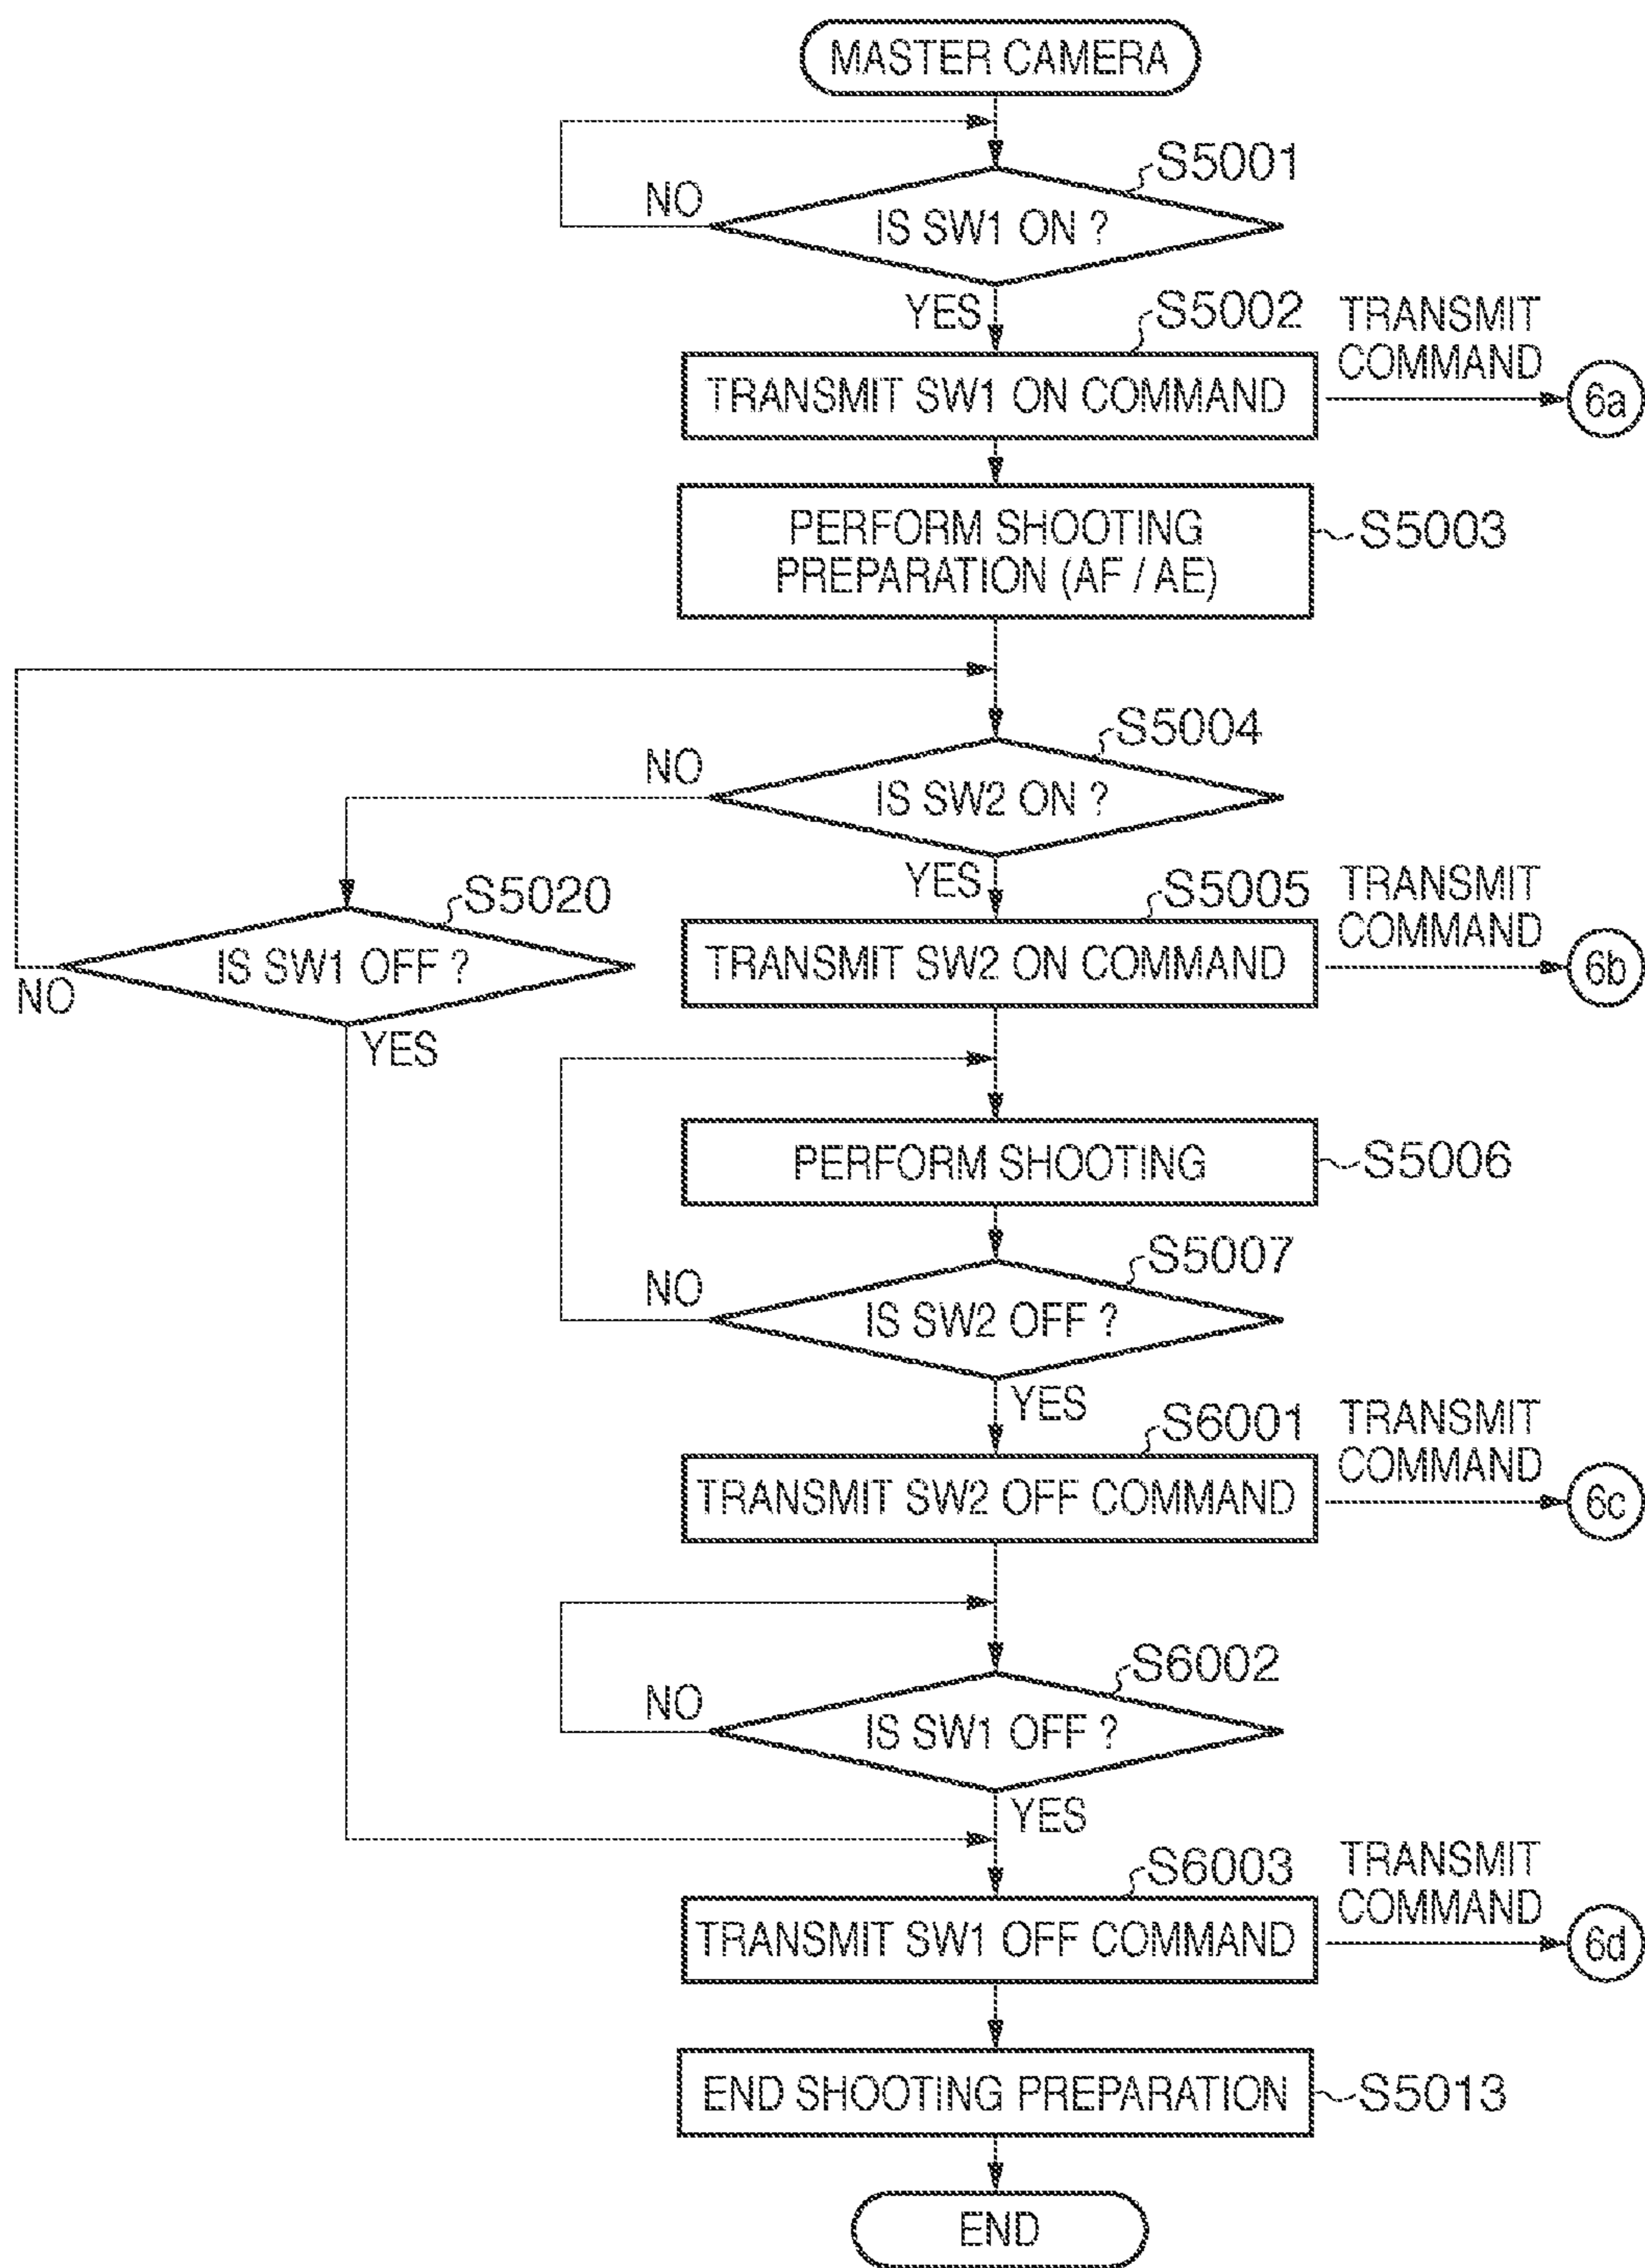 MASTER CAMERA
S5001
NO
IS SW1 ON ?
YES
S5002
TRANSMIT
COMMAND
TRANSMIT SW1 ON COMMAND
6a
PERFORM SHOOTING
PREPARATION (AF / AE)
S5003
S5004
NO
IS SW2 ON ?
YES
S5020
S5005
TRANSMIT
COMMAND
IS SW1 OFF ?
NO
YES
TRANSMIT SW2 ON COMMAND
6b
PERFORM SHOOTING
S5006
S5007
NO
IS SW2 OFF ?
YES
S6001
TRANSMIT
COMMAND
TRANSMIT SW2 OFF COMMAND
6c
S6002
NO
IS SW1 OFF ?
YES
S6003
TRANSMIT
COMMAND
TRANSMIT SW1 OFF COMMAND
6d
END SHOOTING PREPARATION
S5013
END